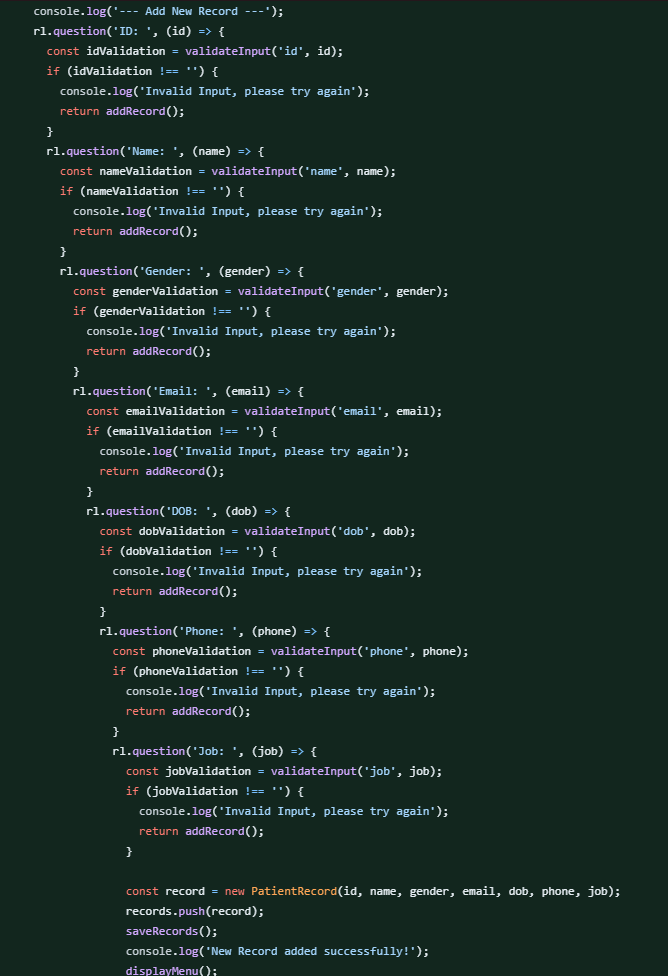 console.log('--- Add New Record ---');
rl.question('ID: ', (id) => {
const idValidation = validateInput('id', id);
if (idValidation !== '') {
console.log('Invalid Input, please try again');
return addRecord();
}
rl.question('Name: ', (name) => {
const nameValidation = validateInput('name', name);
if (nameValidation !== '') {
console.log('Invalid Input, please try again');
return addRecord();
}
rl.question('Gender: ', (gender) => {
const genderValidation = validateInput('gender', gender);
if (genderValidation !== '') {
console.log('Invalid Input, please try again');
return addRecord();
}
rl.question('Email: ', (email) => {
const emailValidation = validateInput('email', email);
if (emailValidation !== '') {
console.log('Invalid Input, please try again');
return addRecord();
}
rl.question('DOB: ', (dob) => {
const dobValidation = validateInput('dob', dob);
if (dobValidation !== '') {
console.log('Invalid Input, please try again');
return addRecord();
}
rl.question('Phone: ', (phone) => {
const phoneValidation = validateInput('phone', phone);
if (phoneValidation !== '') {
console.log('Invalid Input, please try again');
return addRecord();
}
rl.question('Job: ', (job) => {
const jobValidation = validateInput('job', job);
if (jobValidation !== '') {
console.log('Invalid Input, please try again');
return addRecord();
}
const record = new PatientRecord(id, name, gender, email, dob, phone, job);
records.push(record);
saveRecords();
console.log('New Record added successfully!');
displayMenu();